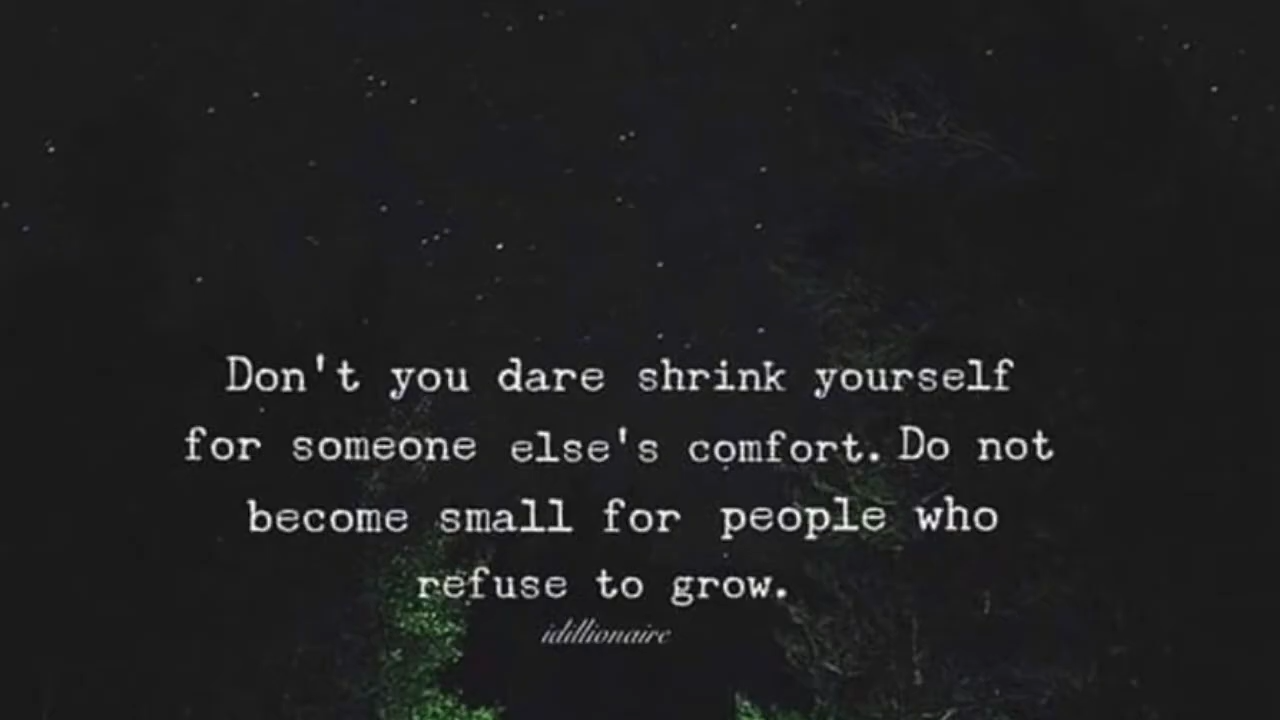 Don't you dare shrink yourself
for someone else's comfort. Do not
become small for people who
refuse to grow.
idillionaire